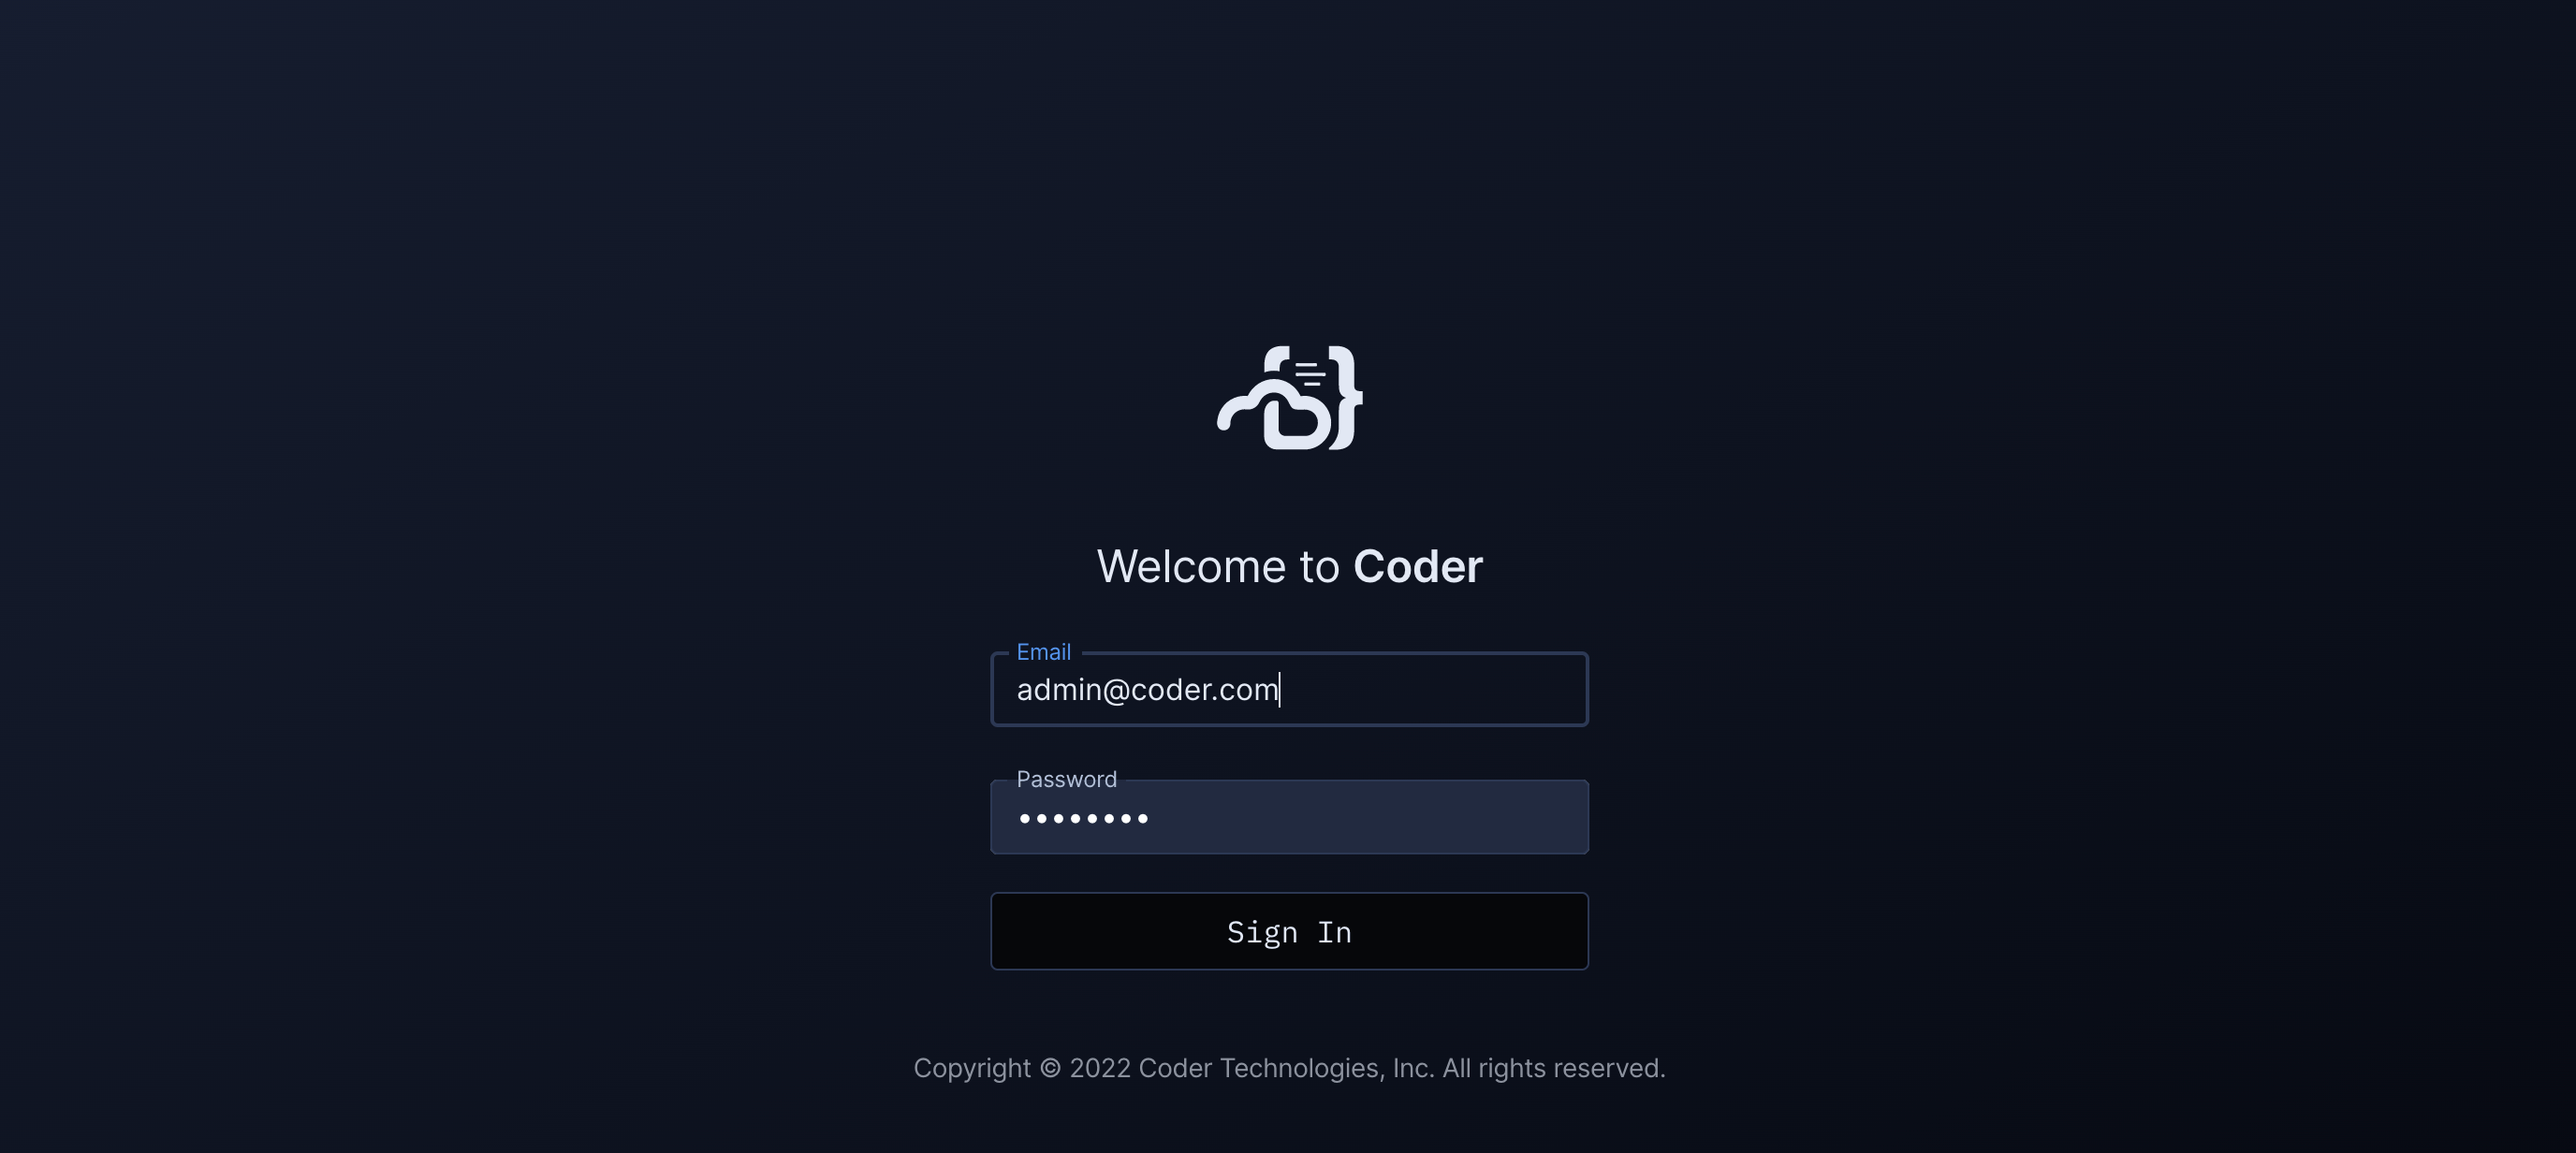 Welcome to Coder
Email
admin@coder.com
Password
••••••••
Sign In
Copyright © 2022 Coder Technologies, Inc. All rights reserved.